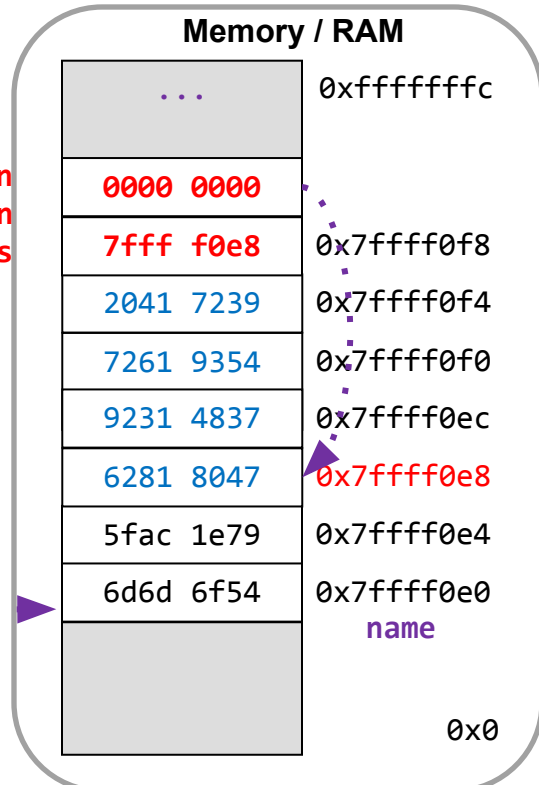 Memory / RAM
... 0xfffffffc
n 0000 0000
n
s 7fff f0e8 0x7ffff0f8
2041 7239 0x7ffff0f4
7261 9354 0x7ffff0f0
9231 4837 0x7ffff0ec
6281 8047 0x7ffff0e8
5fac 1e79 0x7ffff0e4
6d6d 6f54 0x7ffff0e0
name
0x0